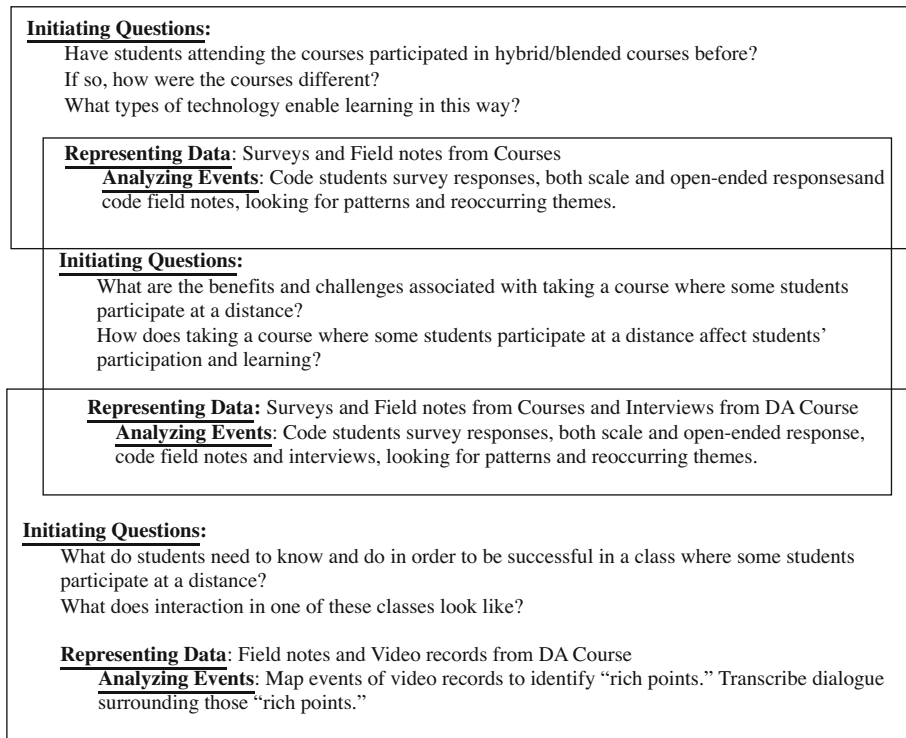 Initiating Questions:
Have students attending the courses participated in hybrid/blended courses before?
If so, how were the courses different?
What types of technology enable learning in this way?
Representing Data: Surveys and Field notes from Courses
Analyzing Events: Code students survey responses, both scale and open-ended responsesand
code field notes, looking for patterns and reoccurring themes.
Initiating Questions:
What are the benefits and challenges associated with taking a course where some students
participate at a distance?
How does taking a course where some students participate at a distance affect students’
participation and learning?
Representing Data: Surveys and Field notes from Courses and Interviews from DA Course
Analyzing Events: Code students survey responses, both scale and open-ended response,
code field notes and interviews, looking for patterns and reoccurring themes.
Initiating Questions:
What do students need to know and do in order to be successful in a class where some students
participate at a distance?
What does interaction in one of these classes look like?
Representing Data: Field notes and Video records from DA Course
Analyzing Events: Map events of video records to identify “rich points.” Transcribe dialogue
surrounding those “rich points.”